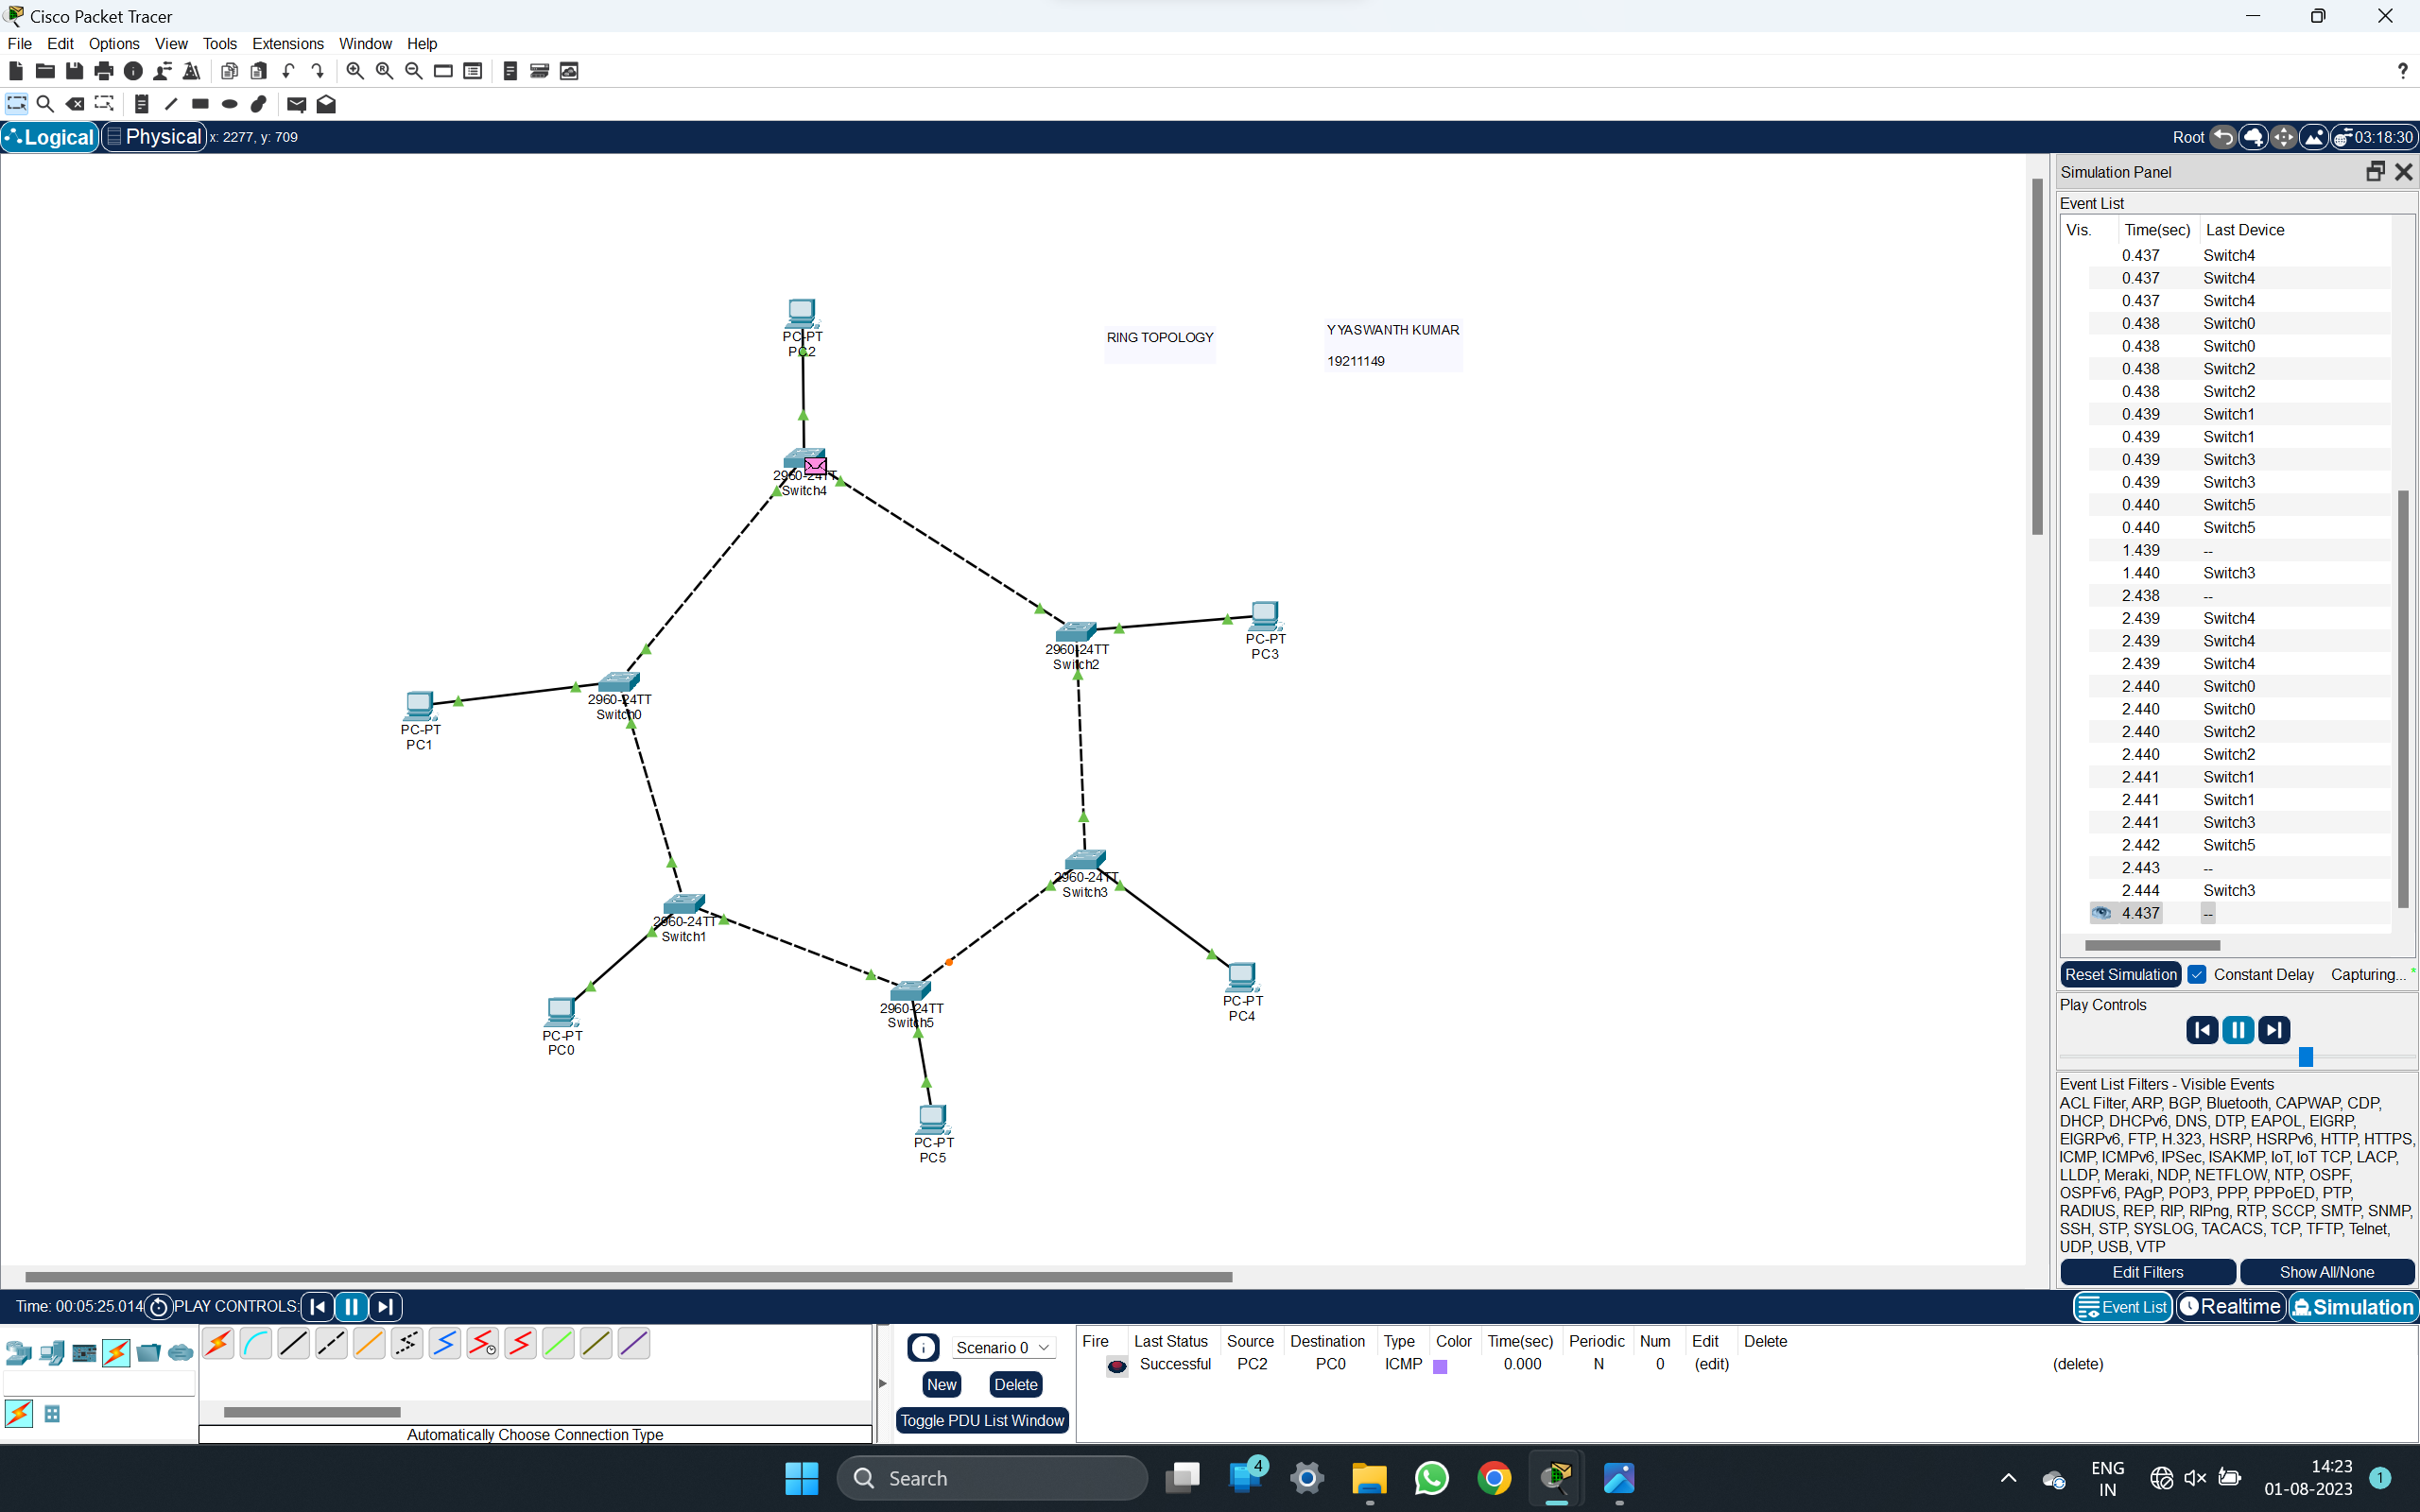 Cisco Packet Tracer
File Edit Options View Tools Extensions Window Help
?
Logical Physical x: 2277, y: 709 Root 03:18:30
Simulation Panel
Event List
Vis. Time(sec) Last Device
0.437 Switch4
0.437 Switch4
0.437 Switch4
0.438 Switch0
0.438 Switch0
0.438 Switch2
0.438 Switch2
0.439 Switch1
0.439 Switch1
0.439 Switch3
0.439 Switch3
0.440 Switch5
0.440 Switch5
1.439 --
1.440 Switch3
2.438 --
2.439 Switch4
2.439 Switch4
2.439 Switch4
2.440 Switch0
2.440 Switch0
2.440 Switch2
2.440 Switch2
2.441 Switch1
2.441 Switch1
2.441 Switch3
2.442 Switch5
2.443 --
2.444 Switch3
4.437 --
Reset Simulation Constant Delay Capturing... *
Play Controls
Event List Filters - Visible Events
ACL Filter, ARP, BGP, Bluetooth, CAPWAP, CDP,
DHCP, DHCPv6, DNS, DTP, EAPOL, EIGRP,
EIGRPv6, FTP, H.323, HSRP, HSRPv6, HTTP, HTTPS,
ICMP, ICMPv6, IPSec, ISAKMP, IoT, IoT TCP, LACP,
LLDP, Meraki, NDP, NETFLOW, NTP, OSPF,
OSPFv6, PAgP, POP3, PPP, PPPoED, PTP,
RADIUS, REP, RIP, RIPng, RTP, SCCP, SMTP, SNMP,
SSH, STP, SYSLOG, TACACS, TCP, TFTP, Telnet,
UDP, USB, VTP
Edit Filters Show All/None
PC-PT
PC2
RING TOPOLOGY
Y YASWANTH KUMAR
19211149
2960-24TT
Switch4
2960-24TT
Switch2
PC-PT
PC3
2960-24TT
Switch0
PC-PT
PC1
2960-24TT
Switch3
2960-24TT
Switch1
PC-PT
PC4
2960-24TT
Switch5
PC-PT
PC0
PC-PT
PC5
Time: 00:05:25.014 PLAY CONTROLS: Event List Realtime Simulation
Scenario 0
New Delete
Toggle PDU List Window
Fire Last Status Source Destination Type Color Time(sec) Periodic Num Edit Delete
Successful PC2 PC0 ICMP 0.000 N 0 (edit) (delete)
Automatically Choose Connection Type
Search 4 ENG
IN
14:23
01-08-2023 1